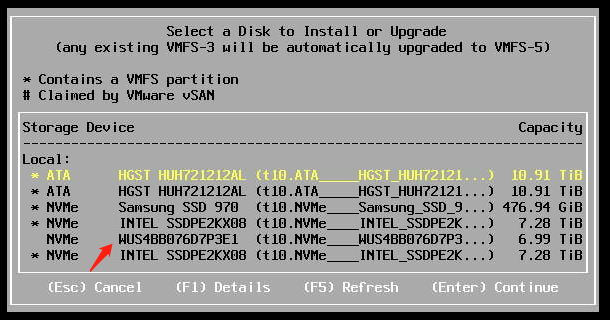 Select a Disk to Install or Upgrade
(any existing VMFS-3 will be automatically upgraded to VMFS-5)
* Contains a VMFS partition
# Claimed by VMware vSAN
Storage Device Capacity
Local:
* ATA HGST HUH721212AL (t10.ATA_____HGST_HUH72121...) 10.91 TiB
* ATA HGST HUH721212AL (t10.ATA_____HGST_HUH72121...) 10.91 TiB
* NVMe Samsung SSD 970 (t10.NVMe____Samsung_SSD_9...) 476.94 GiB
* NVMe INTEL SSDPE2KX08 (t10.NVMe____INTEL_SSDPE2K...) 7.28 TiB
NVMe WUS4BB076D7P3E1 (t10.NVMe____WUS4BB076D7P3...) 6.99 TiB
* NVMe INTEL SSDPE2KX08 (t10.NVMe____INTEL_SSDPE2K...) 7.28 TiB
(Esc) Cancel (F1) Details (F5) Refresh (Enter) Continue